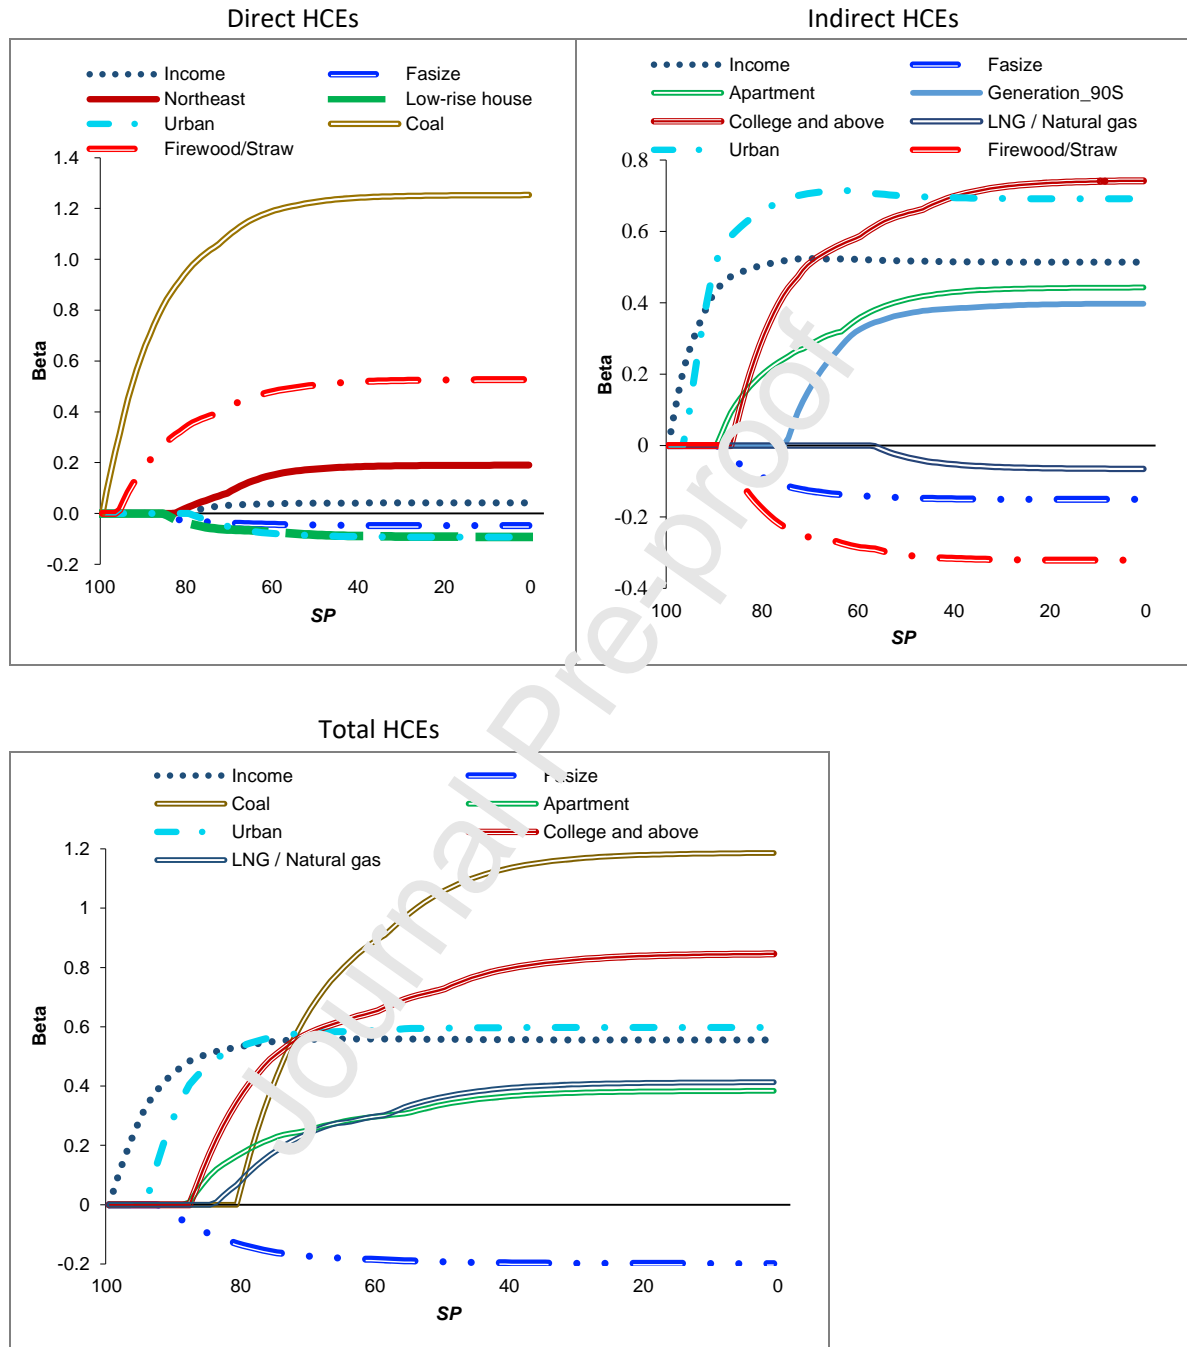 Direct HCEs
Indirect HCEs
Income
Fasize
Northeast
Low-rise house
Urban
Coal
Firewood/Straw
1.4
1.2
1.0
0.8
0.6
0.4
0.2
0.0
-0.2
Beta
100 80 60 40 20 0
SP
Income
Fasize
Apartment
Generation_90S
College and above
LNG / Natural gas
Urban
Firewood/Straw
0.8
0.6
0.4
0.2
0
-0.2
-0.4
Beta
100 80 60 40 20 0
SP
Total HCEs
Income
Fasize
Coal
Apartment
Urban
College and above
LNG / Natural gas
1.2
1
0.8
0.6
0.4
0.2
0
-0.2
Beta
100 80 60 40 20 0
SP
Journal Pre-proof